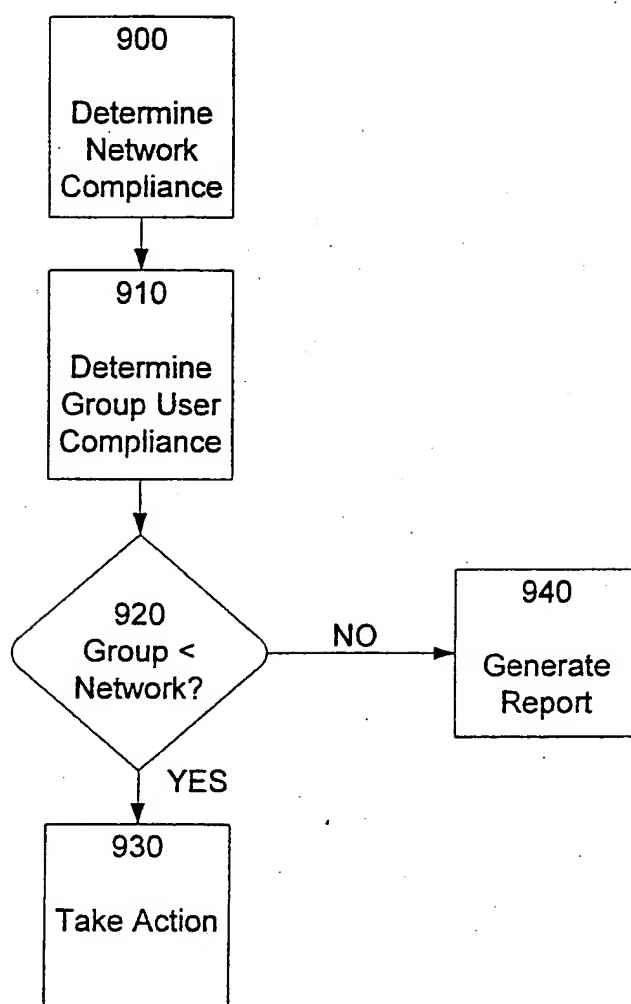 900
Determine
Network
Compliance
910
Determine
Group User
Compliance
920
Group <
Network?
NO
940
Generate
Report
YES
930
Take Action